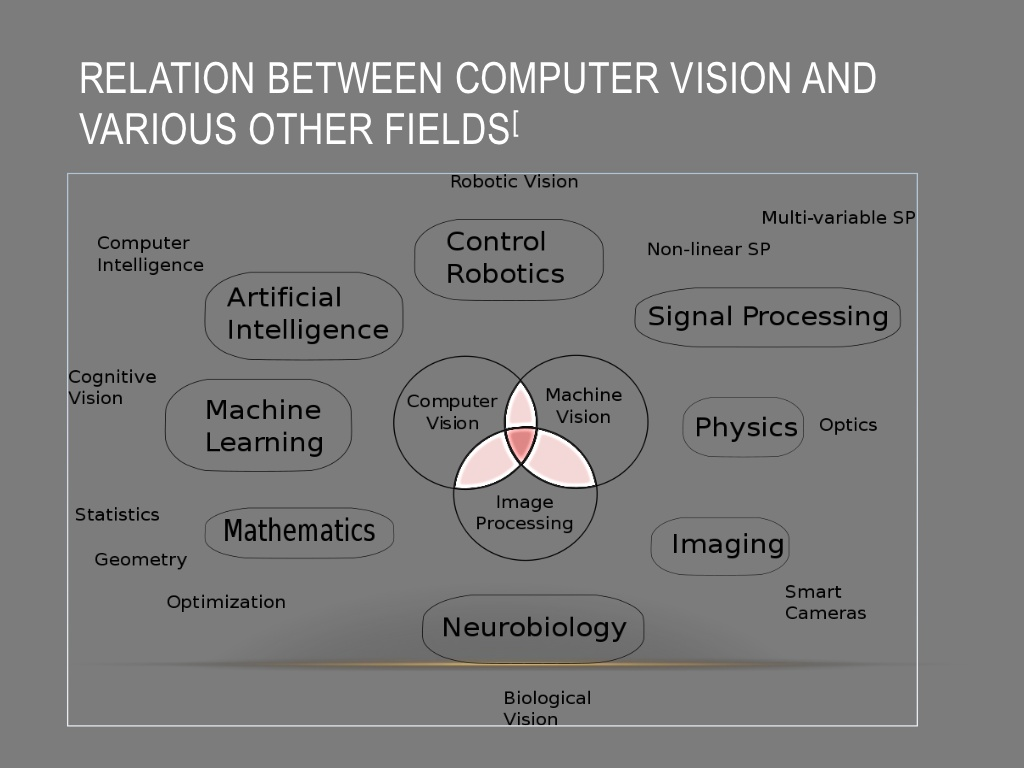 RELATION BETWEEN COMPUTER VISION AND
VARIOUS OTHER FIELDS[
Robotic Vision
Multi-variable SP
Computer
Intelligence
Control
Robotics
Non-linear SP
Artificial
Intelligence
Signal Processing
Cognitive
Vision
Machine
Learning
Computer
Vision
Machine
Vision
Physics
Optics
Image
Processing
Statistics
Mathematics
Geometry
Imaging
Optimization
Smart
Cameras
Neurobiology
Biological
Vision